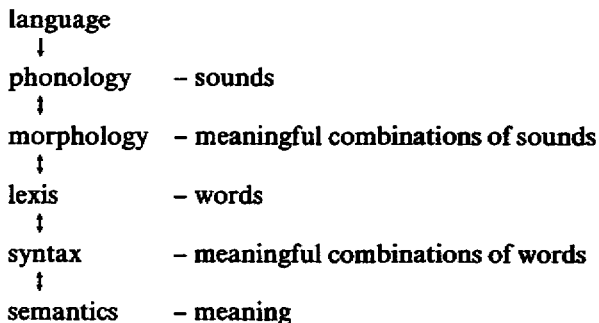 language
↓
phonology – sounds
↕
morphology – meaningful combinations of sounds
↕
lexis – words
↕
syntax – meaningful combinations of words
↕
semantics – meaning